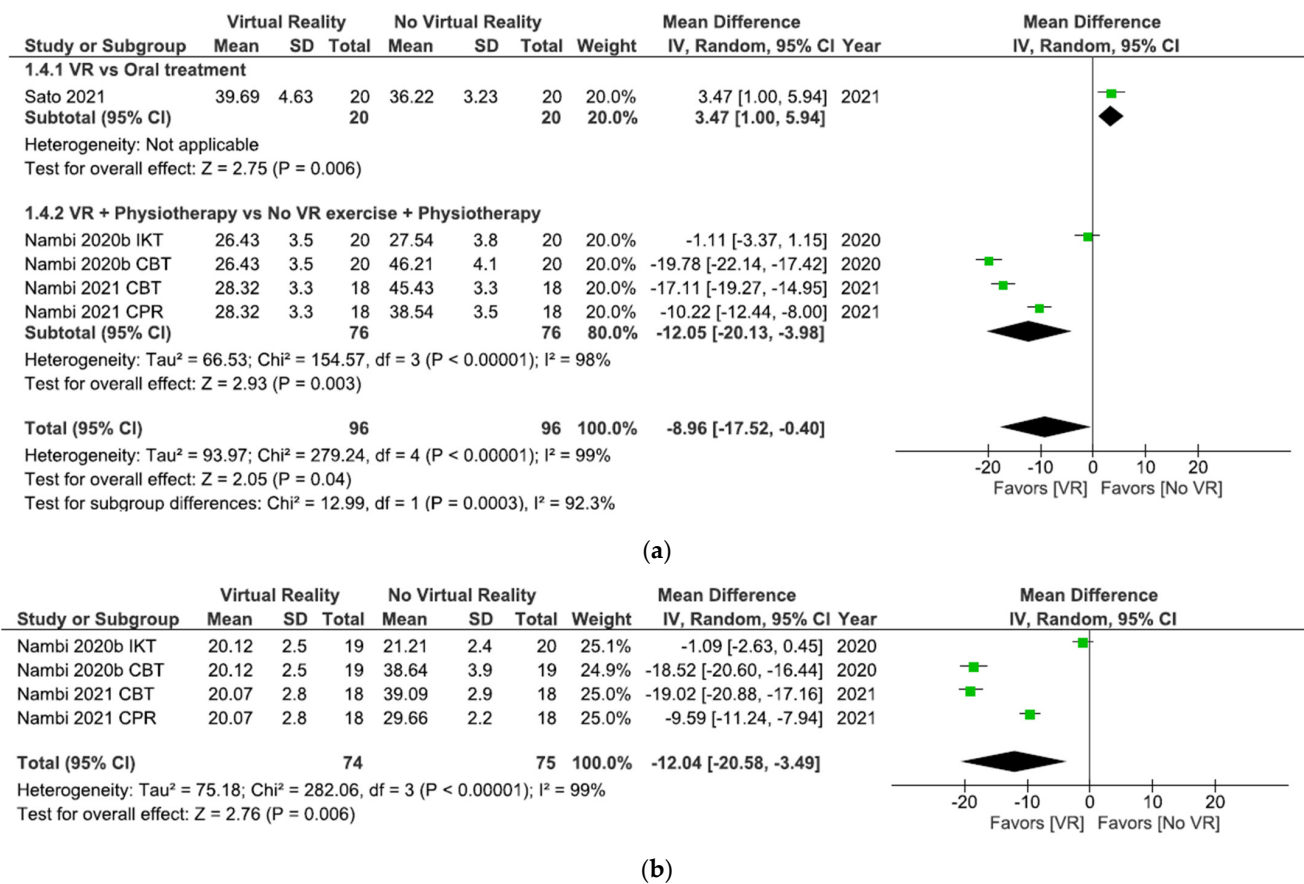 Virtual Reality No Virtual Reality Mean Difference Mean Difference
Study or Subgroup Mean SD Total Mean SD Total Weight IV, Random, 95% CI Year IV, Random, 95% CI
1.4.1 VR vs Oral treatment
Sato 2021 39.69 4.63 20 36.22 3.23 20 20.0% 3.47 [1.00, 5.94] 2021
Subtotal (95% CI) 20 20 20.0% 3.47 [1.00, 5.94]
Heterogeneity: Not applicable
Test for overall effect: Z = 2.75 (P = 0.006)
1.4.2 VR + Physiotherapy vs No VR exercise + Physiotherapy
Nambi 2020b IKT 26.43 3.5 20 27.54 3.8 20 20.0% -1.11 [-3.37, 1.15] 2020
Nambi 2020b CBT 26.43 3.5 20 46.21 4.1 20 20.0% -19.78 [-22.14, -17.42] 2020
Nambi 2021 CBT 28.32 3.3 18 45.43 3.3 18 20.0% -17.11 [-19.27, -14.95] 2021
Nambi 2021 CPR 28.32 3.3 18 38.54 3.5 18 20.0% -10.22 [-12.44, -8.00] 2021
Subtotal (95% CI) 76 76 80.0% -12.05 [-20.13, -3.98]
Heterogeneity: Tau² = 66.53; Chi² = 154.57, df = 3 (P < 0.00001); I² = 98%
Test for overall effect: Z = 2.93 (P = 0.003)
Total (95% CI) 96 96 100.0% -8.96 [-17.52, -0.40]
Heterogeneity: Tau² = 93.97; Chi² = 279.24, df = 4 (P < 0.00001); I² = 99%
Test for overall effect: Z = 2.05 (P = 0.04)
Test for subgroup differences: Chi² = 12.99, df = 1 (P = 0.0003), I² = 92.3%
-20 -10 0 10 20
Favors [VR] Favors [No VR]
(a)
Virtual Reality No Virtual Reality Mean Difference Mean Difference
Study or Subgroup Mean SD Total Mean SD Total Weight IV, Random, 95% CI Year IV, Random, 95% CI
Nambi 2020b IKT 20.12 2.5 19 21.21 2.4 20 25.1% -1.09 [-2.63, 0.45] 2020
Nambi 2020b CBT 20.12 2.5 19 38.64 3.9 19 24.9% -18.52 [-20.60, -16.44] 2020
Nambi 2021 CBT 20.07 2.8 18 39.09 2.9 18 25.0% -19.02 [-20.88, -17.16] 2021
Nambi 2021 CPR 20.07 2.8 18 29.66 2.2 18 25.0% -9.59 [-11.24, -7.94] 2021
Total (95% CI) 74 75 100.0% -12.04 [-20.58, -3.49]
Heterogeneity: Tau² = 75.18; Chi² = 282.06, df = 3 (P < 0.00001); I² = 99%
Test for overall effect: Z = 2.76 (P = 0.006)
-20 -10 0 10 20
Favors [VR] Favors [No VR]
(b)